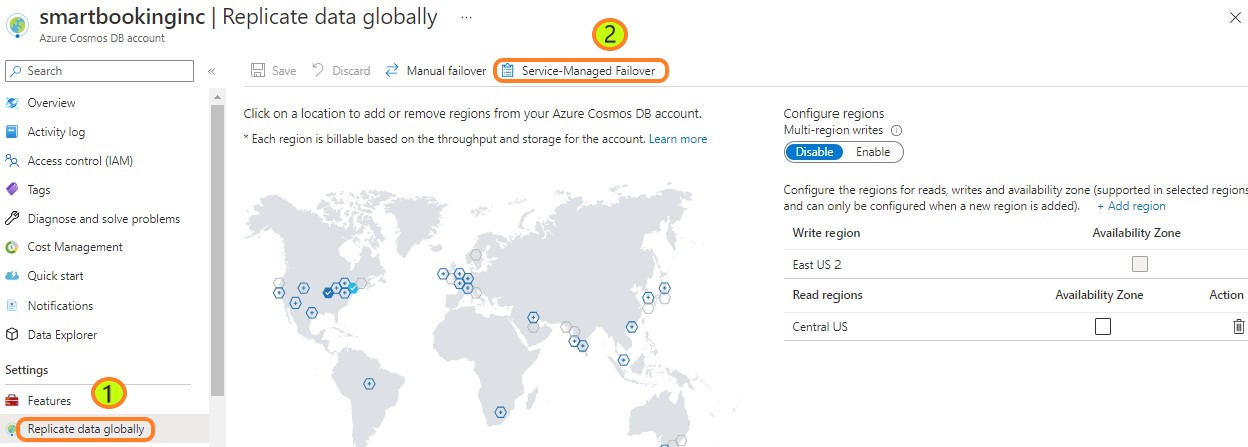 smartbookinginc | Replicate data globally ...
Azure Cosmos DB account
Search
«
Overview
Activity log
Access control (IAM)
Tags
Diagnose and solve problems
Cost Management
Quick start
Notifications
Data Explorer
Settings
1
Features
Replicate data globally
2
Save
Discard
Manual failover
Service-Managed Failover
Click on a location to add or remove regions from your Azure Cosmos DB account.
* Each region is billable based on the throughput and storage for the account. Learn more
Configure regions
Multi-region writes
Disable Enable
Configure the regions for reads, writes and availability zone (supported in selected regions
and can only be configured when a new region is added). + Add region
Write region Availability Zone
East US 2
Read regions Availability Zone Action
Central US